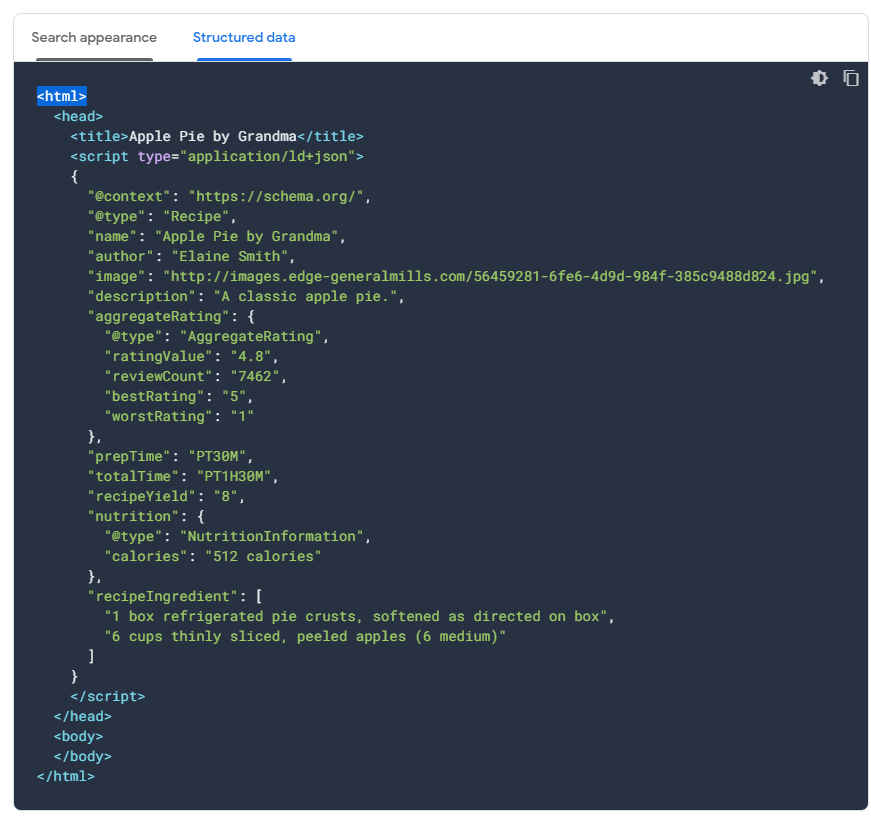 Search appearance
Structured data
<html>
  <head>
    <title>Apple Pie by Grandma</title>
    <script type="application/ld+json">
    {
      "@context": "https://schema.org/",
      "@type": "Recipe",
      "name": "Apple Pie by Grandma",
      "author": "Elaine Smith",
      "image": "http://images.edge-generalmills.com/56459281-6fe6-4d9d-984f-385c9488d824.jpg",
      "description": "A classic apple pie.",
      "aggregateRating": {
        "@type": "AggregateRating",
        "ratingValue": "4.8",
        "reviewCount": "7462",
        "bestRating": "5",
        "worstRating": "1"
      },
      "prepTime": "PT30M",
      "totalTime": "PT1H30M",
      "recipeYield": "8",
      "nutrition": {
        "@type": "NutritionInformation",
        "calories": "512 calories"
      },
      "recipeIngredient": [
        "1 box refrigerated pie crusts, softened as directed on box",
        "6 cups thinly sliced, peeled apples (6 medium)"
      ]
    }
    </script>
  </head>
  <body>
  </body>
</html>